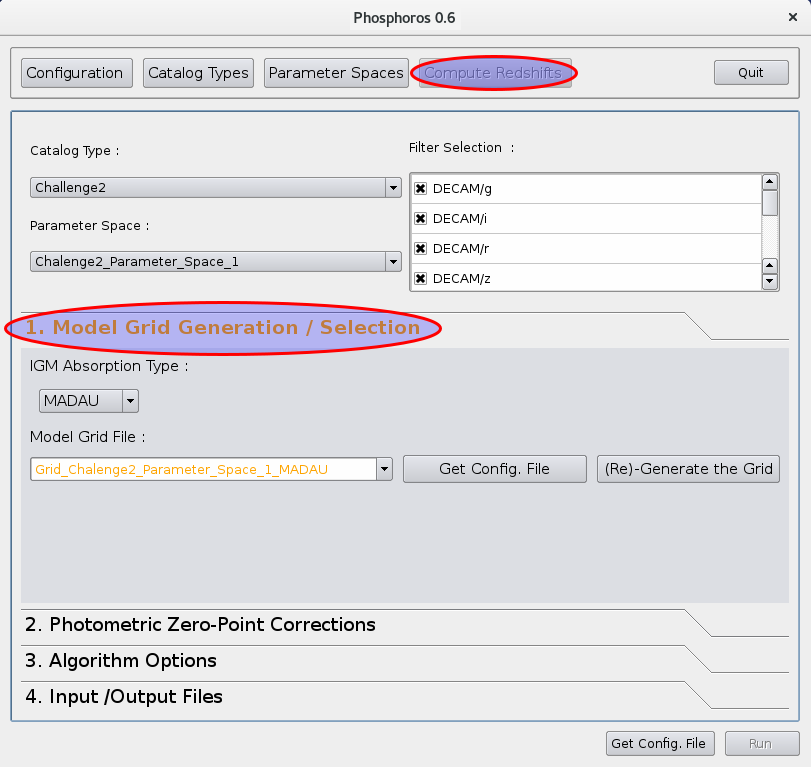 Phosphoros 0.6
Configuration
Catalog Types
Parameter Spaces
Compute Redshifts
Quit
Catalog Type :
Filter Selection :
Challenge2
DECAM/g
DECAM/i
Parameter Space :
DECAM/r
Chalenge2_Parameter_Space_1
DECAM/z
1. Model Grid Generation / Selection
IGM Absorption Type :
MADAU
Model Grid File :
Grid_Chalenge2_Parameter_Space_1_MADAU
Get Config. File
(Re)-Generate the Grid
2. Photometric Zero-Point Corrections
3. Algorithm Options
4. Input /Output Files
Get Config. File
Run